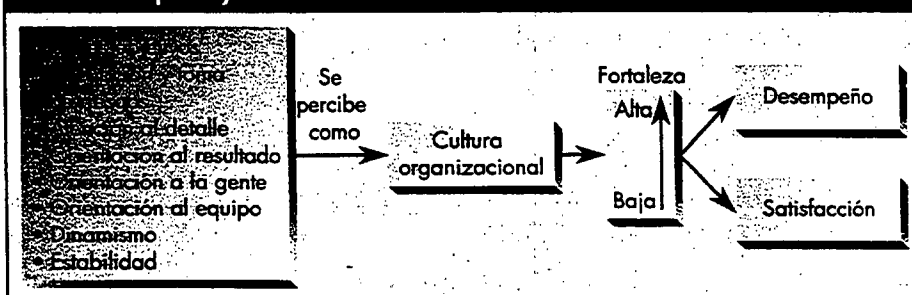 toma
al detalle
Orientación al resultado
Orientación a la gente
• Orientación al equipo
• Dinamismo
• Estabilidad
Se
percibe
como
Cultura
organizacional
Fortaleza
Alta
Baja
Desempeño
Satisfacción